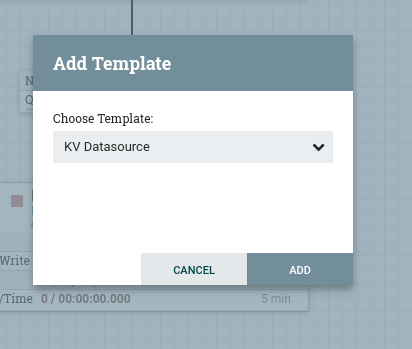 Add Template
Choose Template:
KV Datasource
CANCEL
ADD
N
Q
Write
/Time 0 / 00:00:00.000
5 min